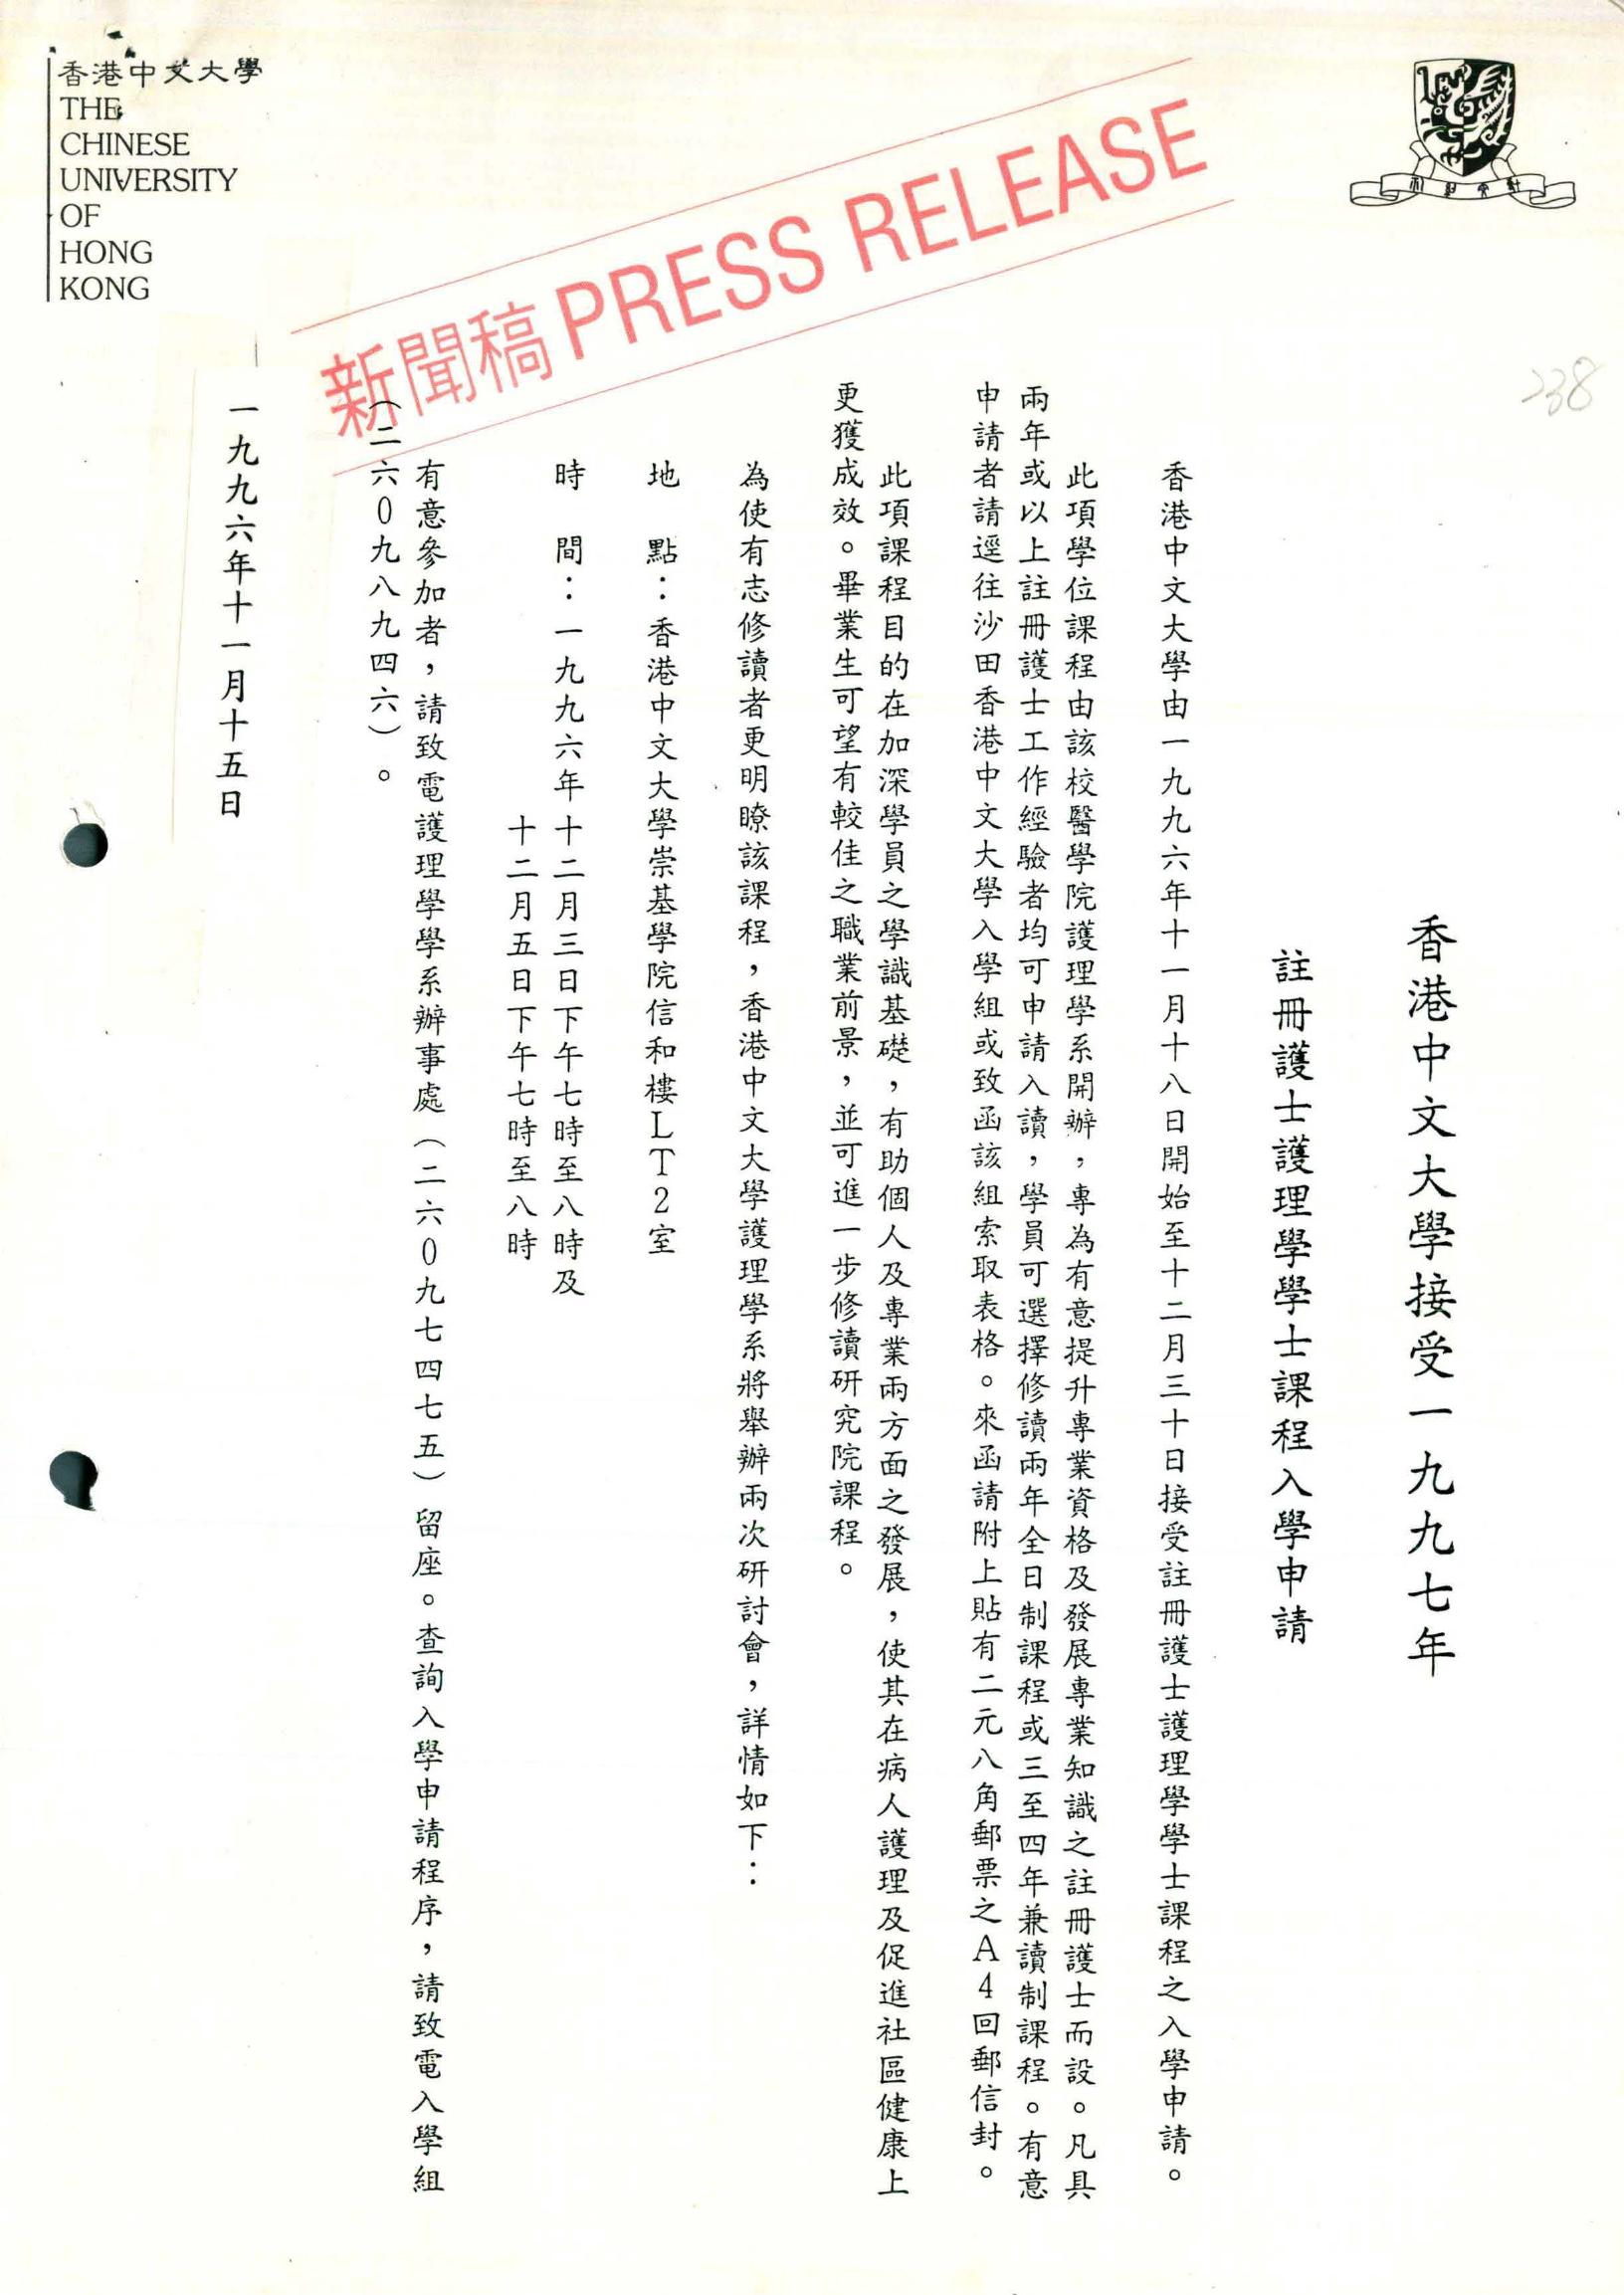 香港中文大學
THE
CHINESE
UNIVERSITY
OF
HONG
KONG
新聞稿 PRESS RELEASE
238
香港中文大學接受一九九七年
註冊護士護理學學士課程入學申請
香港中文大學由一九九六年十一月十八日開始至十二月三十日接受註冊護士護理學學士課程之入學申請。
此項學位課程由該校醫學院護理學系開辦，專為有意提升專業資格及發展專業知識之註冊護士而設。凡具
兩年或以上註冊護士工作經驗者均可申請入讀，學員可選擇修讀兩年全日制課程或三至四年兼讀制課程。有意
申請者請逕往沙田香港中文大學入學組或致函該組索取表格。來函請附上貼有二元八角郵票之A4回郵信封。
此項課程目的在加深學員之學識基礎，有助個人及專業兩方面之發展，使其在病人護理及促進社區健康上
更獲成效。畢業生可望有較佳之職業前景，並可進一步修讀研究院課程。
為使有志修讀者更明瞭該課程，香港中文大學護理學系將舉辦兩次研討會，詳情如下：
地　點：香港中文大學崇基學院信和樓LT2室
時　間：一九九六年十二月三日下午七時至八時及
十二月五日下午七時至八時
有意參加者，請致電護理學學系辦事處（二六0九七四七五）留座。查詢入學申請程序，請致電入學組
（二六0九八九四六）。
一九九六年十一月十五日